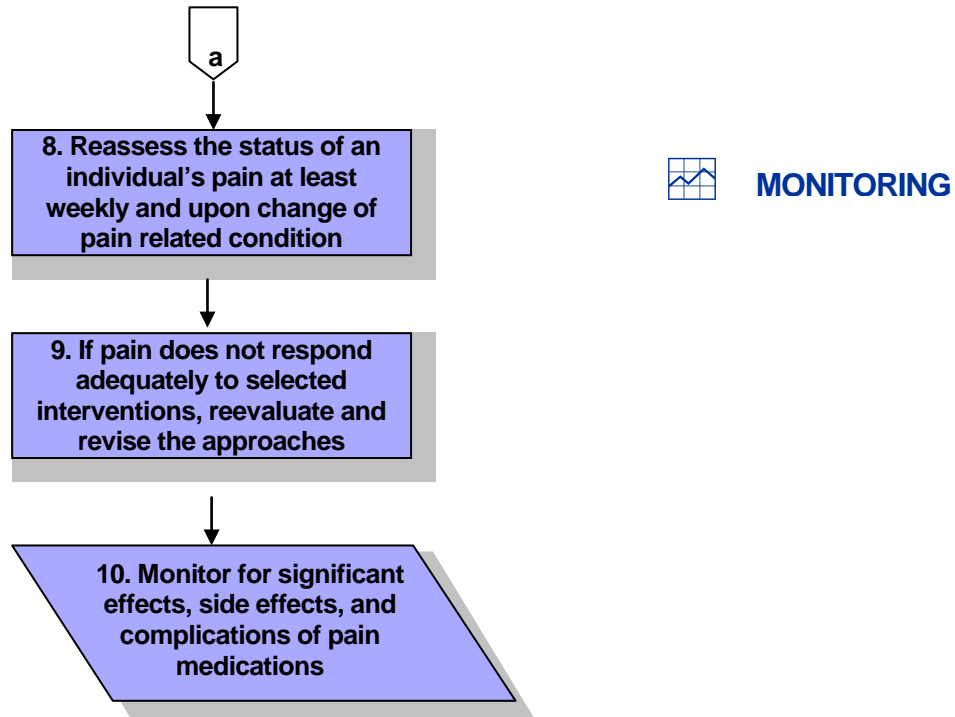 a
8. Reassess the status of an
individual’s pain at least
weekly and upon change of
pain related condition
MONITORING
9. If pain does not respond
adequately to selected
interventions, reevaluate and
revise the approaches
10. Monitor for significant
effects, side effects, and
complications of pain
medications